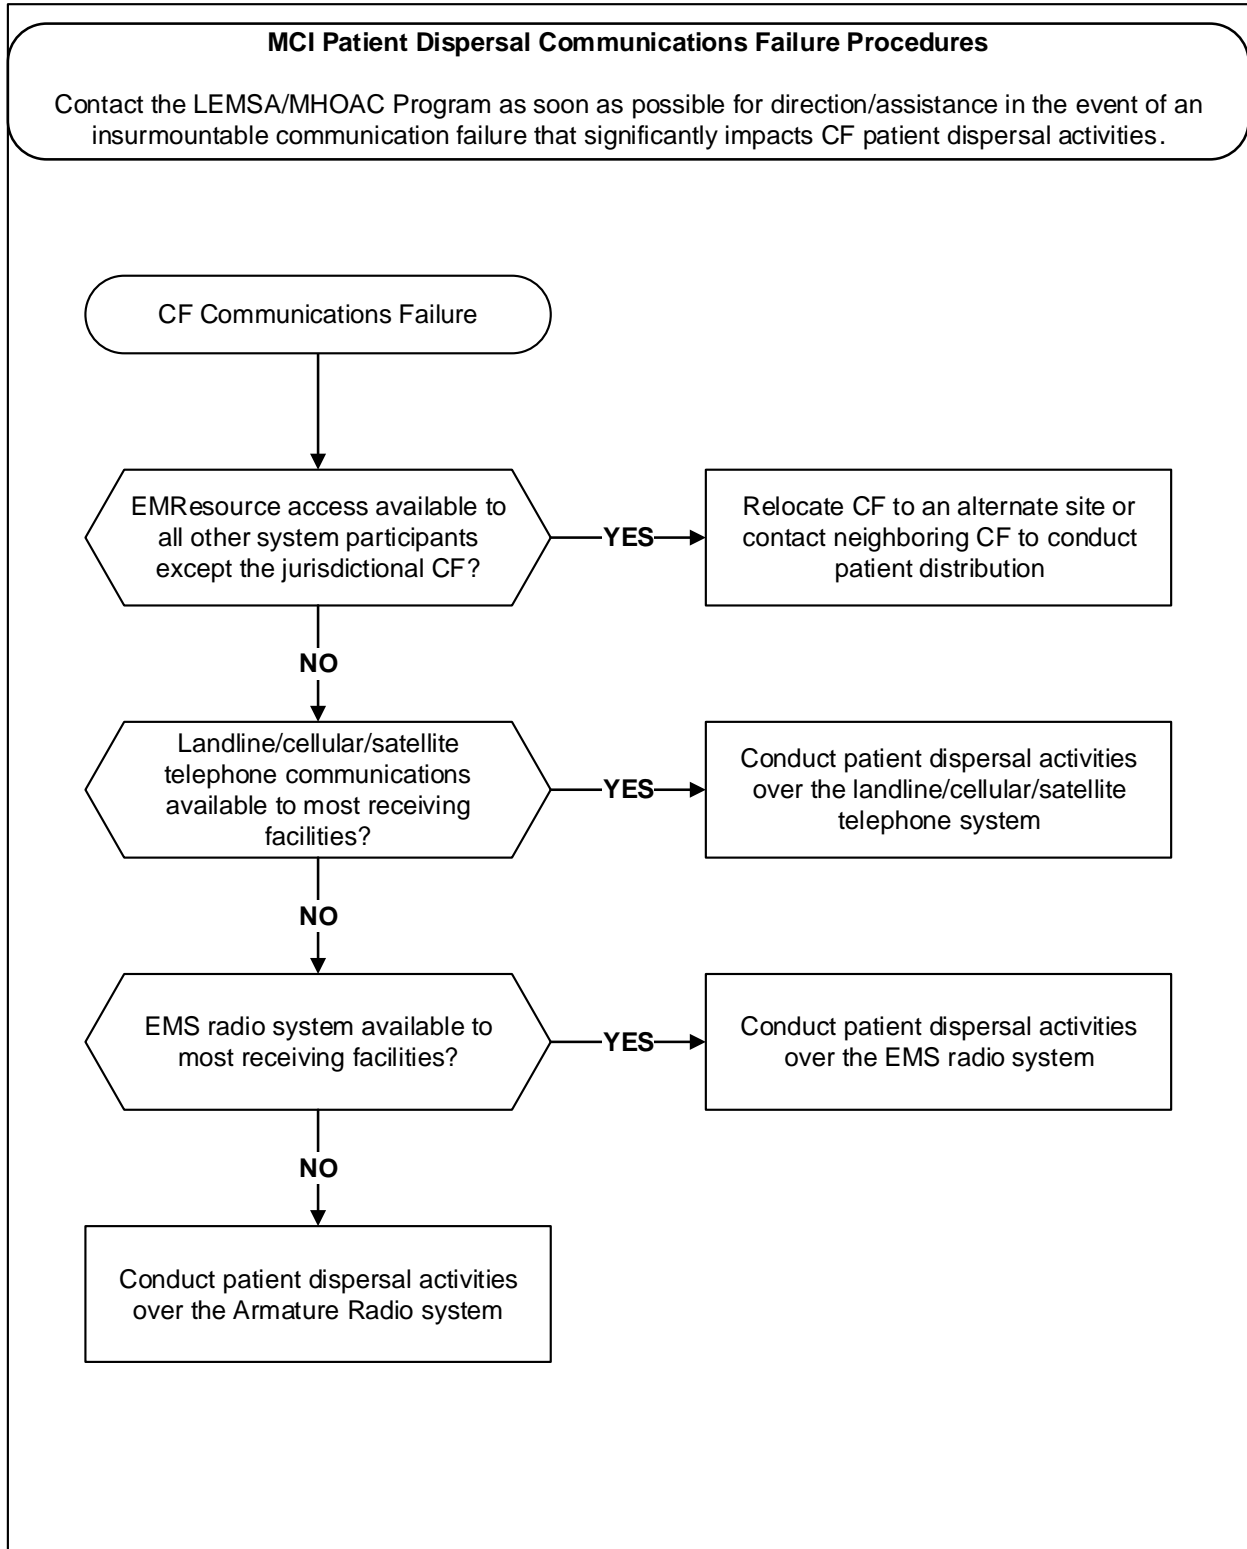 MCI Patient Dispersal Communications Failure Procedures
Contact the LEMSA/MHOAC Program as soon as possible for direction/assistance in the event of an
insurmountable communication failure that significantly impacts CF patient dispersal activities.
CF Communications Failure
EMResource access available to
all other system participants
except the jurisdictional CF?
YES
Relocate CF to an alternate site or
contact neighboring CF to conduct
patient distribution
NO
Landline/cellular/satellite
telephone communications
available to most receiving
facilities?
YES
Conduct patient dispersal activities
over the landline/cellular/satellite
telephone system
NO
EMS radio system available to
most receiving facilities?
YES
Conduct patient dispersal activities
over the EMS radio system
NO
Conduct patient dispersal activities
over the Armature Radio system